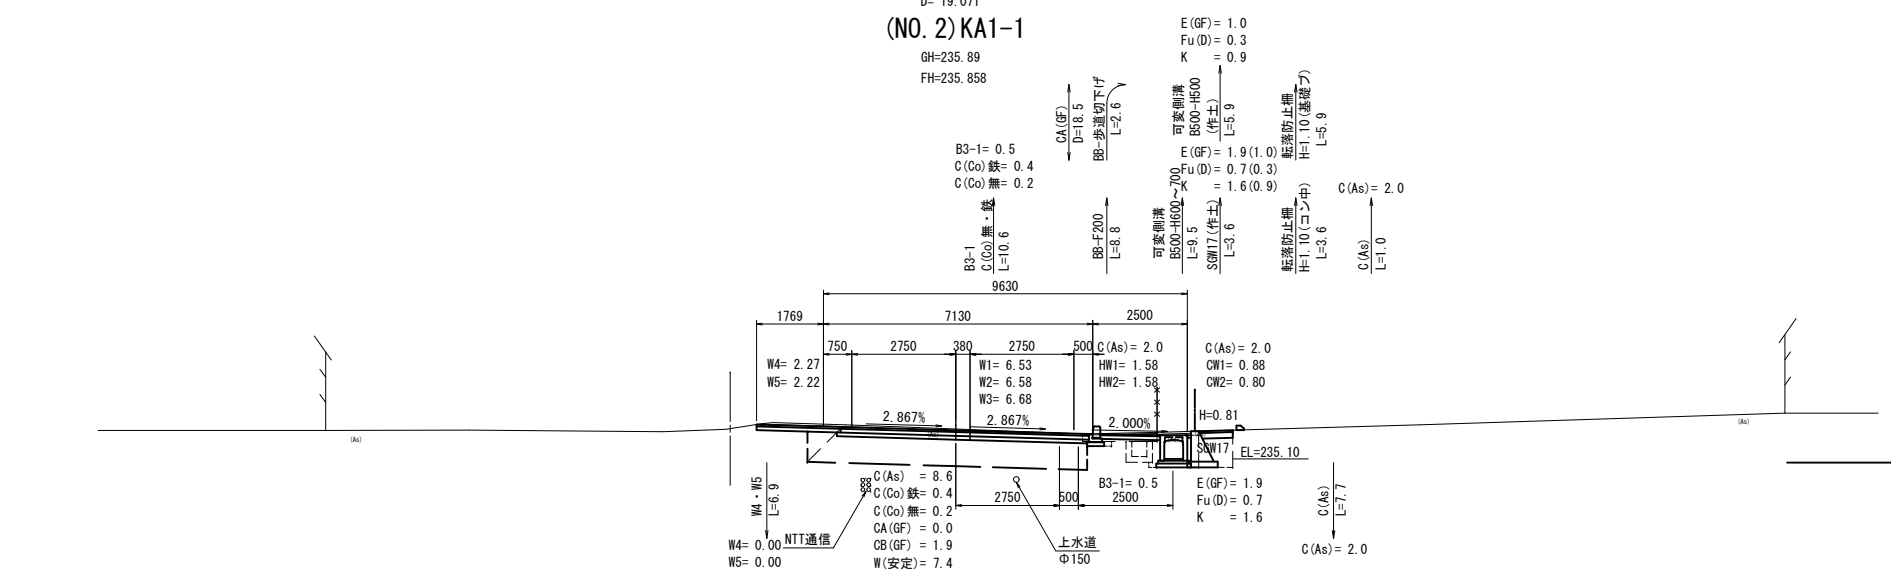 D= 19.071
(NO.2)KA1-1
GH=235.89
FH=235.858
E(GF)= 1.0
Fu(D)= 0.3
K = 0.9
CA(GF)
D=18.5
BB-歩道切下げ
L=2.6
可変側溝
B500-H500
(作土)
L=5.9
転落防止柵
H=1.10(基礎ブ)
L=5.9
B3-1= 0.5
C(Co)鉄= 0.4
C(Co)無= 0.2
E(GF)= 1.9(1.0)
Fu(D)= 0.7(0.3)
K = 1.6(0.9)
C(As)= 2.0
B3-1
C(Co)無・鉄
L=10.6
BB-F200
L=8.8
可変側溝
B500-H600~700
L=9.5
SGW17(作土)
L=3.6
転落防止柵
H=1.10(コン中)
L=3.6
C(As)
L=1.0
9630
1769 7130 2500
750 2750 380 2750 500
C(As)= 2.0
HW1= 1.58
HW2= 1.58
C(As)= 2.0
CW1= 0.88
CW2= 0.80
W4= 2.27
W5= 2.22
W1= 6.53
W2= 6.58
W3= 6.68
2.867% 2.867% 2.000%
H=0.81
(As)
(As)
(As)
SGW17
EL=235.10
W4・W5
L=6.9
C(As) = 8.6
C(Co)鉄= 0.4
C(Co)無= 0.2
CA(GF) = 0.0
CB(GF) = 1.9
W(安定)= 7.4
2750 500 2500
B3-1= 0.5
E(GF)= 1.9
Fu(D)= 0.7
K = 1.6
C(As)
L=7.7
C(As)= 2.0
W4= 0.00
W5= 0.00
NTT通信
上水道
Φ150